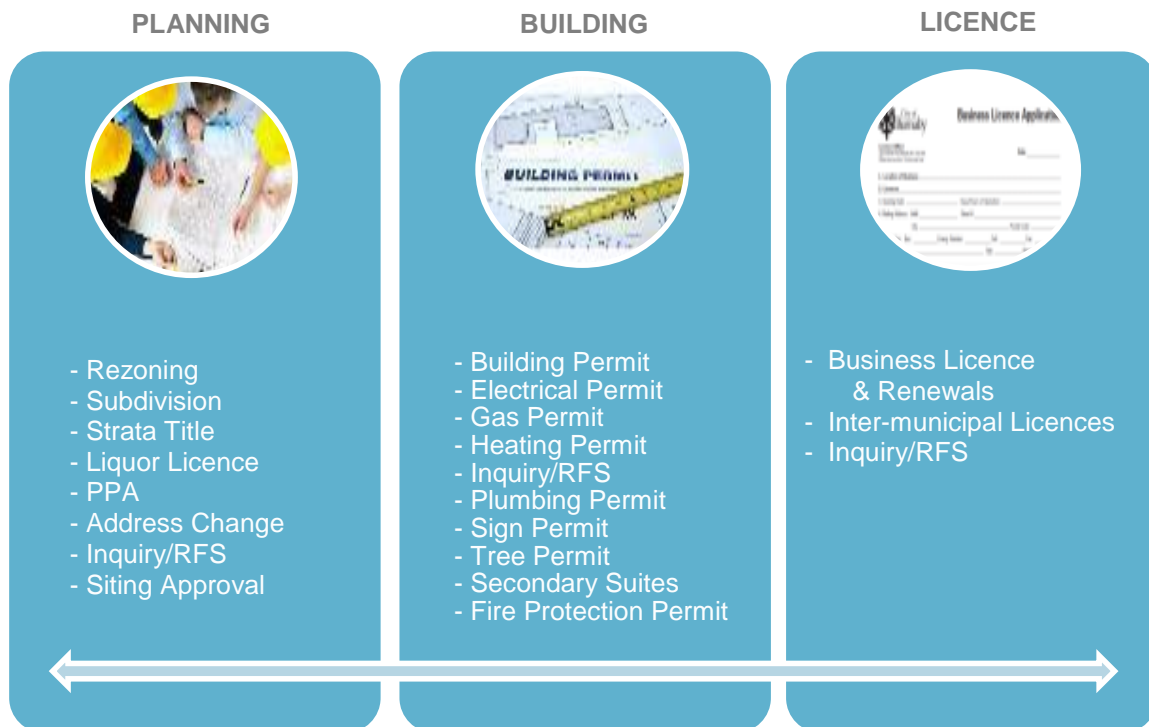 PLANNING
BUILDING
LICENCE
BUILDING PERMIT
Business Licence Applicatio
- Rezoning
- Subdivision
- Strata Title
- Liquor Licence
- PPA
- Address Change
- Inquiry/RFS
- Siting Approval
- Building Permit
- Electrical Permit
- Gas Permit
- Heating Permit
- Inquiry/RFS
- Plumbing Permit
- Sign Permit
- Tree Permit
- Secondary Suites
- Fire Protection Permit
- Business Licence
& Renewals
- Inter-municipal Licences
- Inquiry/RFS